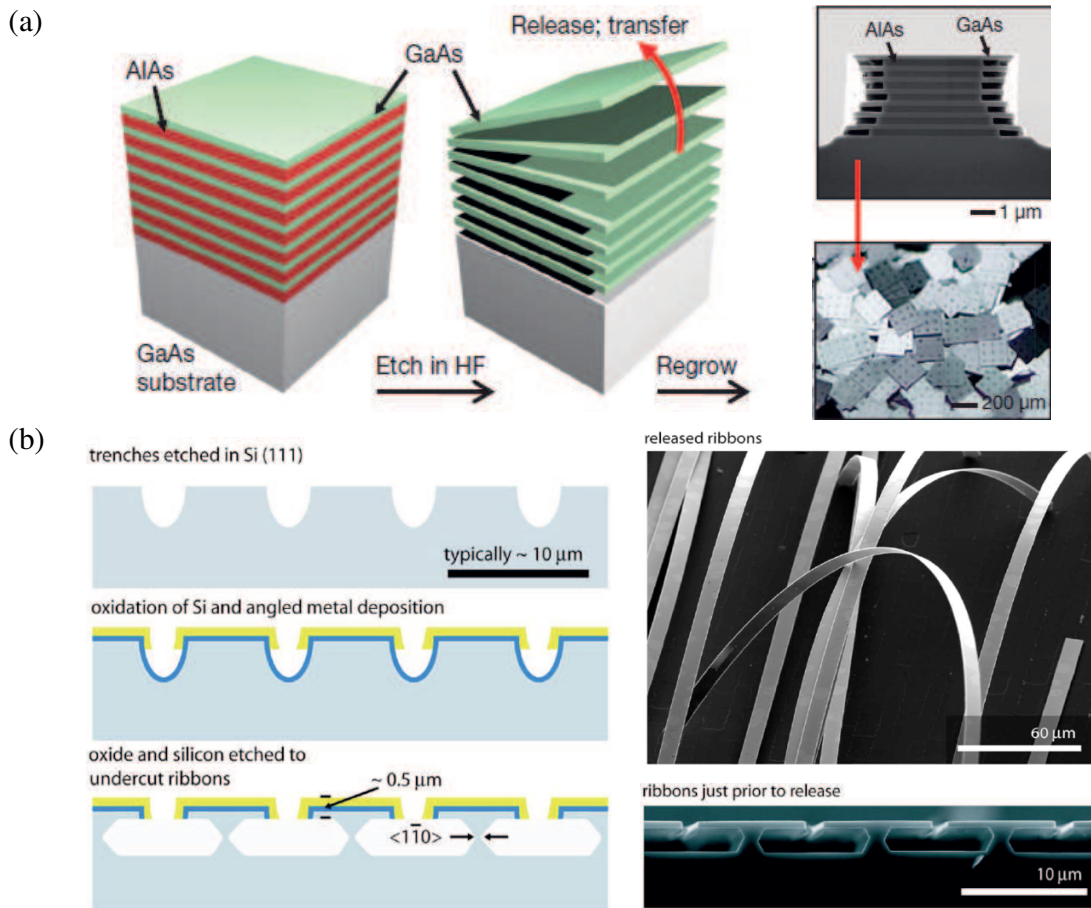 (a)
AlAs
GaAs
Release; transfer
GaAs
substrate
Etch in HF
Regrow
AlAs
GaAs
1 μm
200 μm
(b)
trenches etched in Si (111)
typically ~ 10 μm
oxidation of Si and angled metal deposition
oxide and silicon etched to
undercut ribbons
~ 0.5 μm
<11̅0>
released ribbons
60 μm
ribbons just prior to release
10 μm